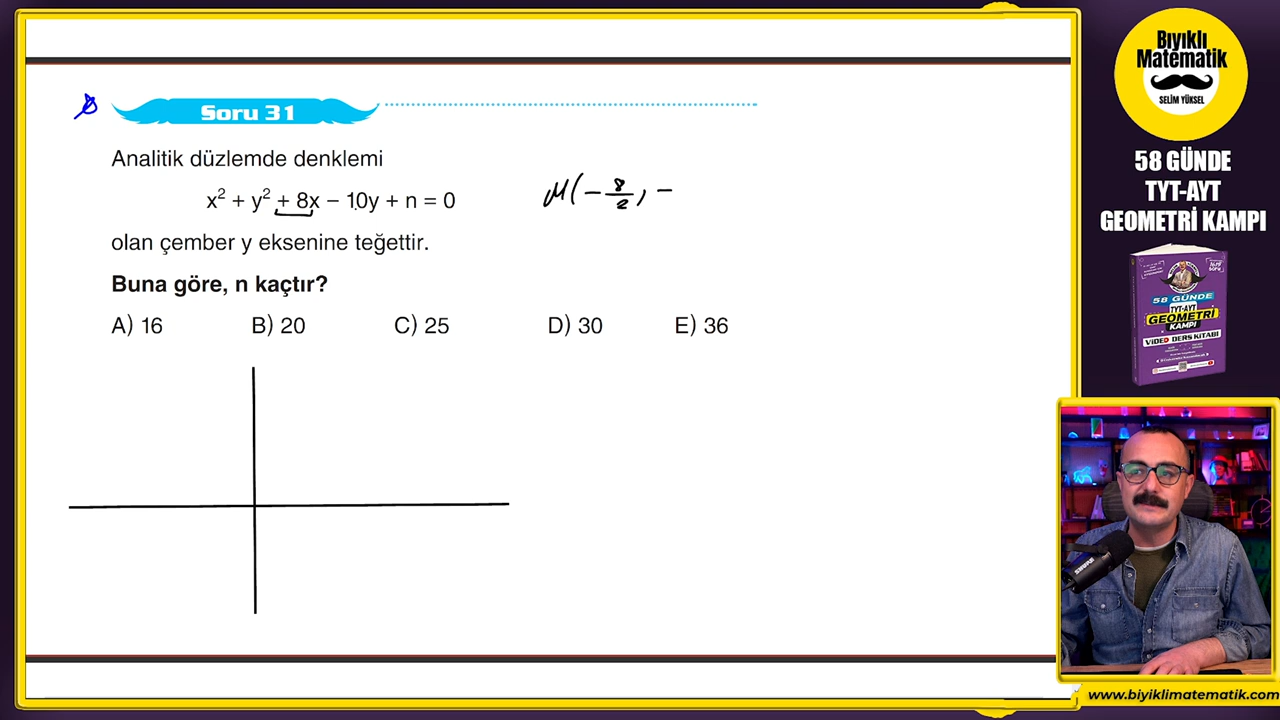 Soru 31
Analitik düzlemde denklemi
x² + y² + 8x − 10y + n = 0
M(− 8/2, −
olan çember y eksenine teğettir.
Buna göre, n kaçtır?
A) 16 B) 20 C) 25 D) 30 E) 36
Bıyıklı
Matematik
SELİM YÜKSEL
58 GÜNDE
TYT-AYT
GEOMETRİ KAMPI
58 GÜNDE
TYT-AYT
GEOMETRİ
KAMPI
VİDEO DERS KİTABI
www.biyiklimatematik.com